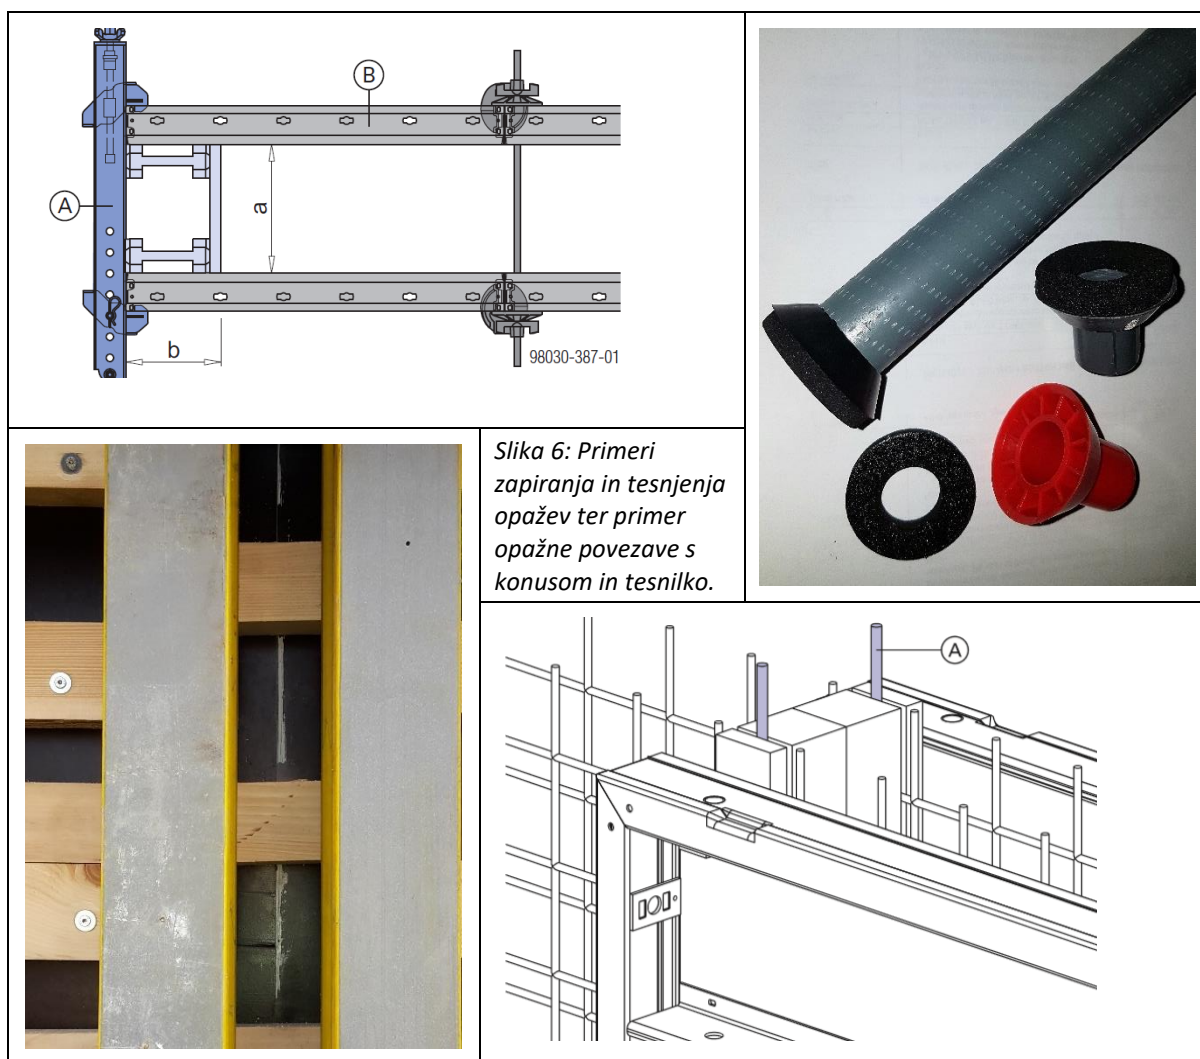 B
A
a
b
98030-387-01
Slika 6: Primeri
zapiranja in tesnjenja
opažev ter primer
opažne povezave s
konusom in tesnilko.
A